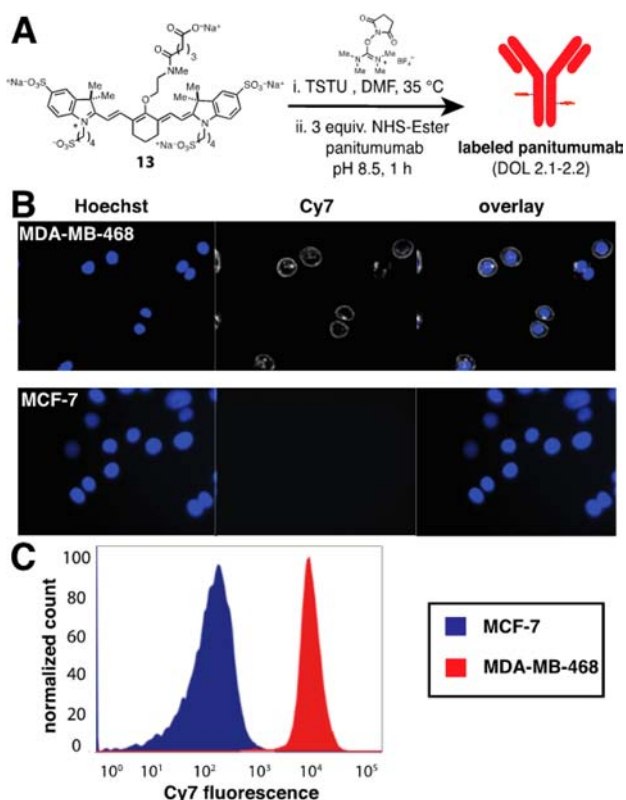 A
O⁻Na⁺
O
O
3
NMe
⁺Na⁻O₃S
Me Me
O
Me Me
SO₃⁻Na⁺
N
+
N
4
⁻O₃S
⁺Na⁻O₃S
4
13
O N O
O
Me N N Me
Me Me
+
BF₄⁻
i. TSTU , DMF, 35 °C
ii. 3 equiv. NHS-Ester
panitumumab
pH 8.5, 1 h
labeled panitumumab
(DOL 2.1-2.2)
B
Hoechst Cy7 overlay
MDA-MB-468
MCF-7
C
normalized count
100
80
60
40
20
0
10⁰ 10¹ 10² 10³ 10⁴ 10⁵
Cy7 fluorescence
MCF-7
MDA-MB-468